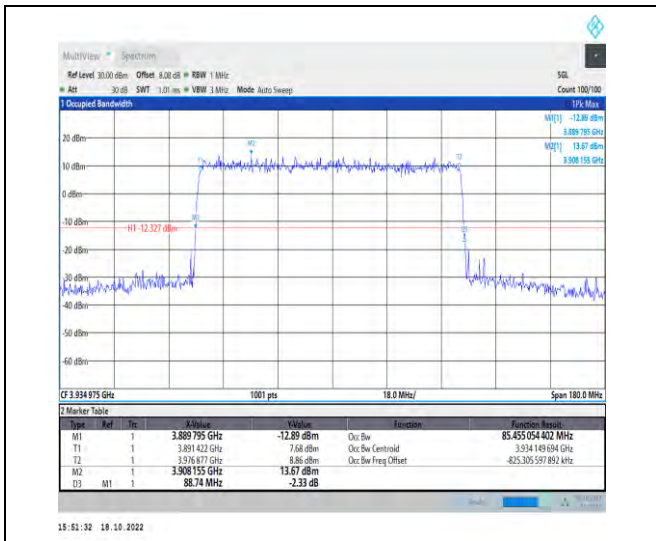 MultiView Spectrum
Ref Level 30.00 dBm Offset 8.00 dB RBW 1 MHz SGL
Att 30 dB SWT 1.01 ms VBW 3 MHz Mode Auto Sweep Count 100/100
1 Occupied Bandwidth 1Pk Max
M1[1] -12.89 dBm
3.889 795 GHz
M2[1] 13.67 dBm
3.908 155 GHz
20 dBm
M2
T2
10 dBm
0 dBm
-10 dBm
M1
H1 -12.327 dBm
-20 dBm
-30 dBm
-40 dBm
-50 dBm
-60 dBm
CF 3.934 975 GHz 1001 pts 18.0 MHz/ Span 180.0 MHz
2 Marker Table
Type Ref Trc X-Value Y-Value Function Function Result
M1 1 3.889 795 GHz -12.89 dBm Occ Bw 85.455 054 402 MHz
T1 1 3.891 422 GHz 7.68 dBm Occ Bw Centroid 3.934 149 694 GHz
T2 1 3.976 877 GHz 8.86 dBm Occ Bw Freq Offset -825.305 597 892 kHz
M2 1 3.908 155 GHz 13.67 dBm
D3 M1 1 88.74 MHz -2.33 dB
15:51:32 18.10.2022